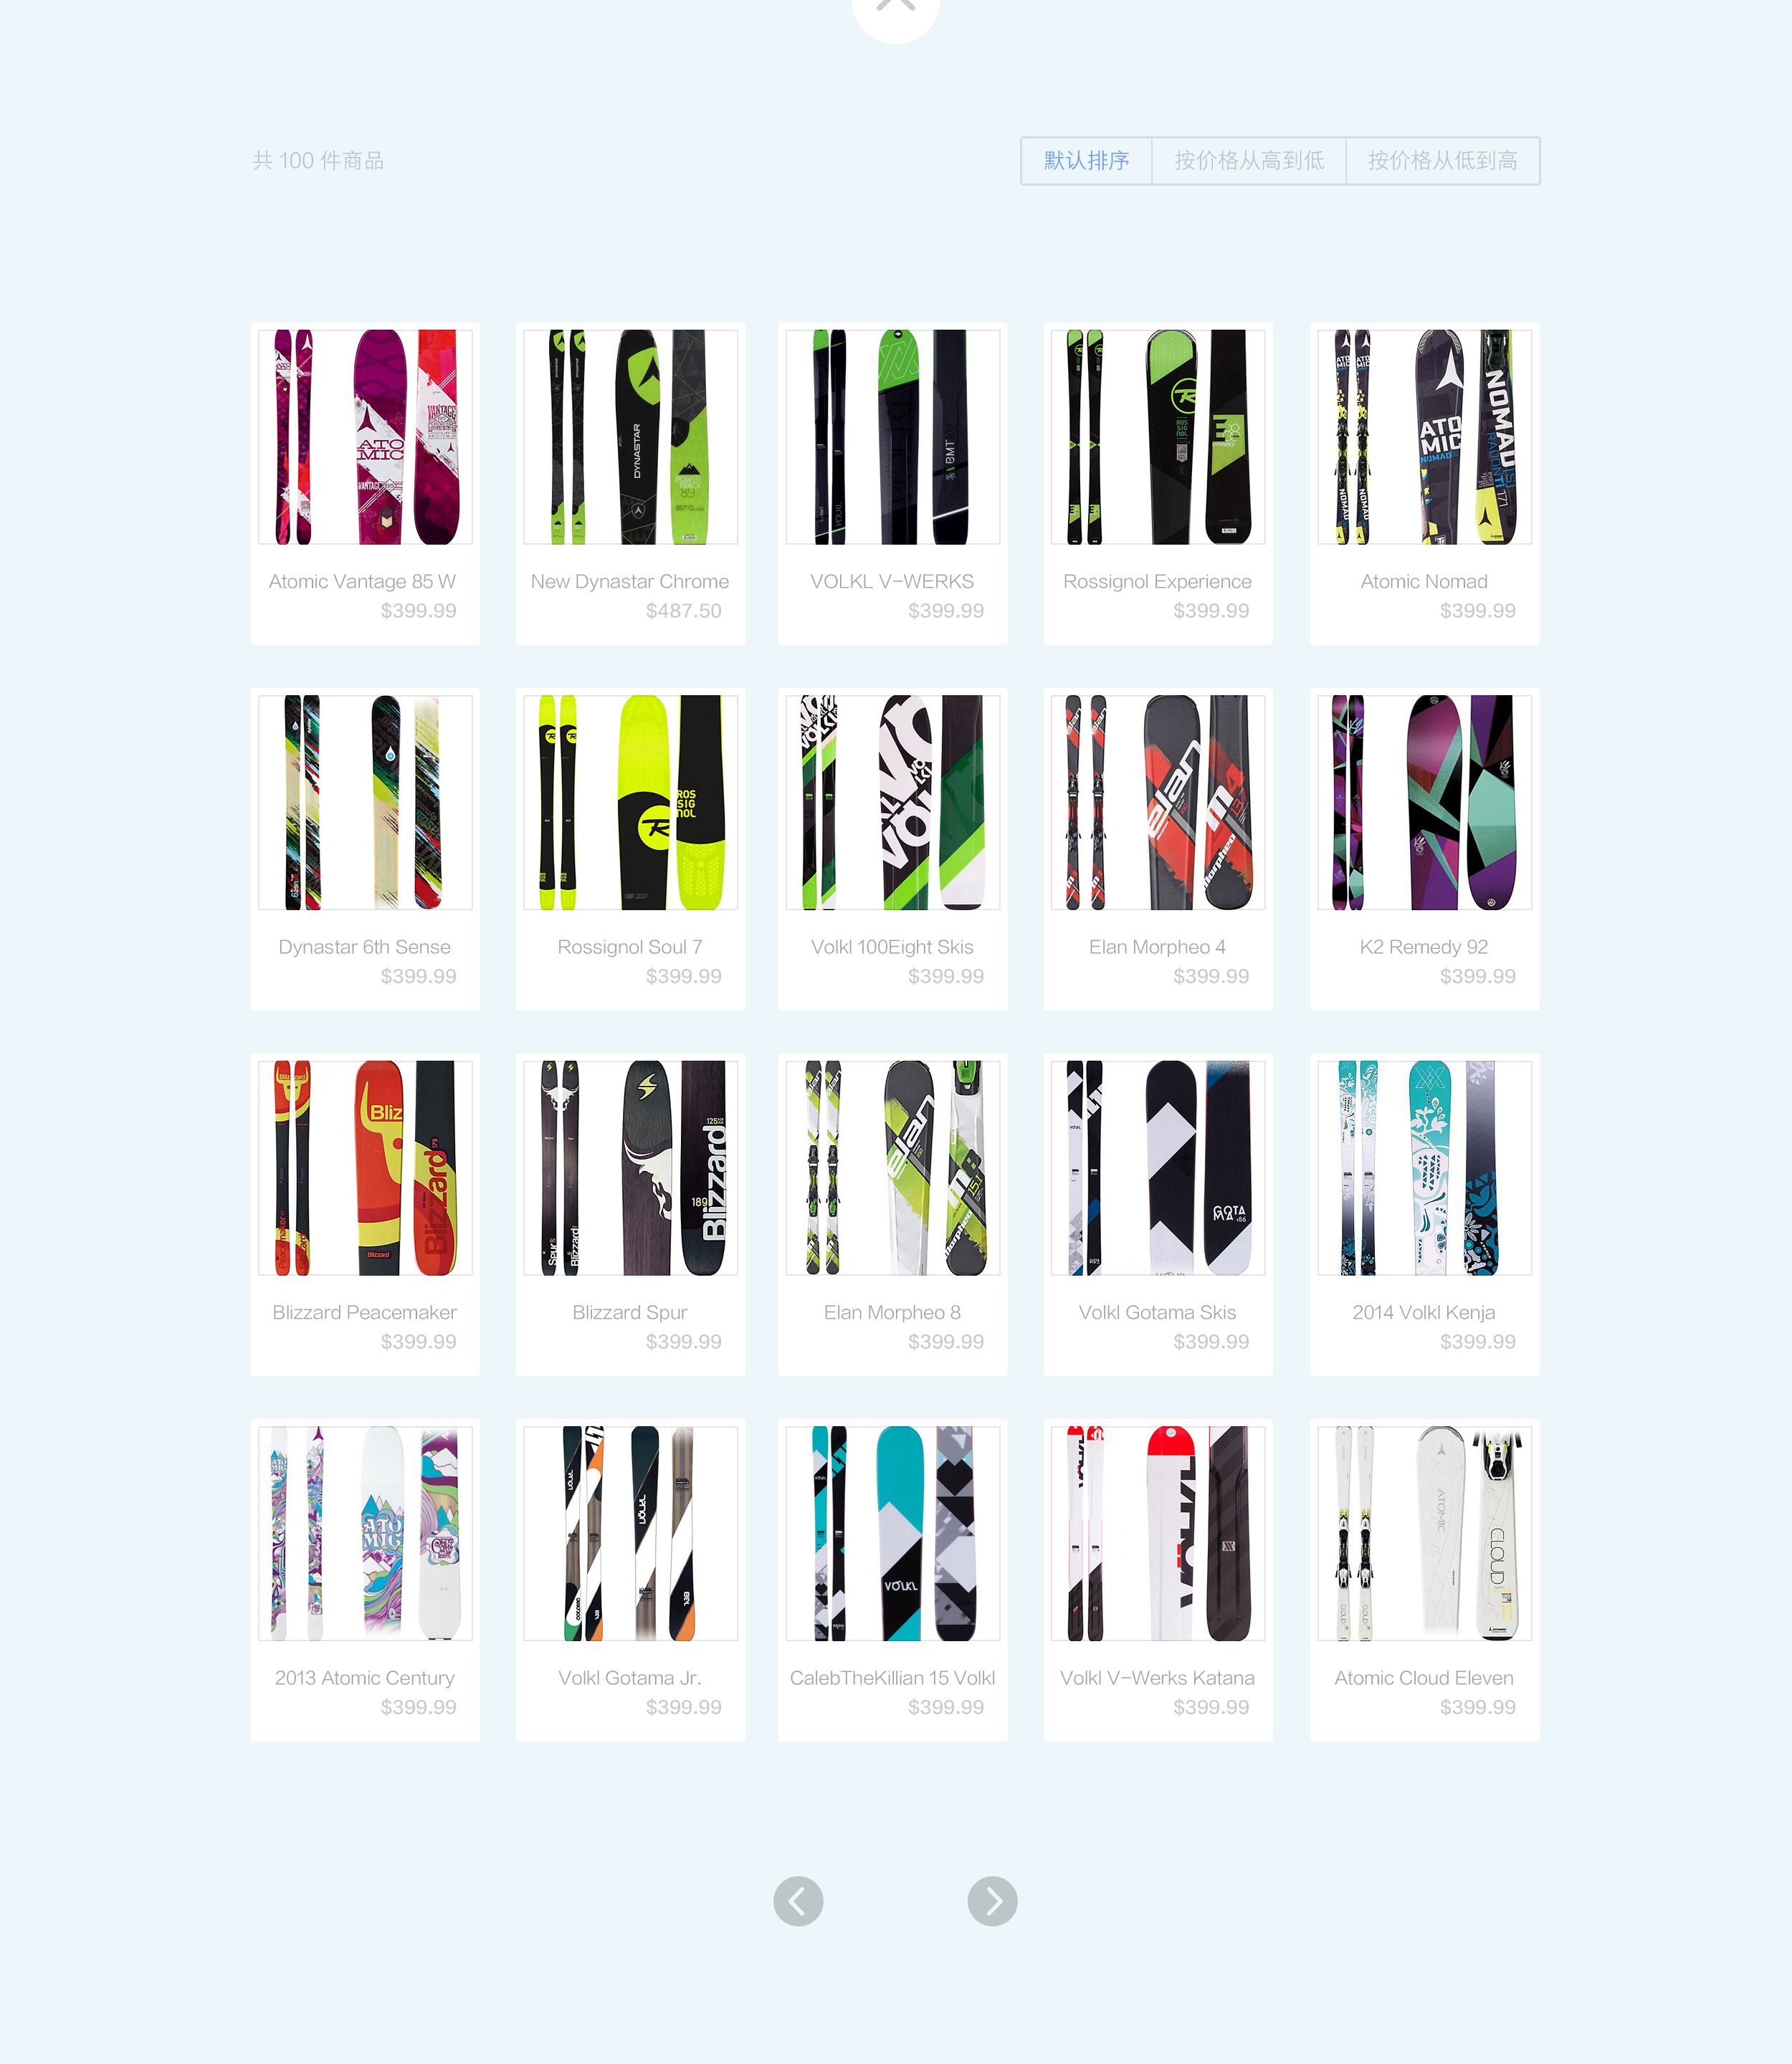 共 100 件商品
默认排序 按价格从高到低 按价格从低到高
Atomic Vantage 85 W
$399.99
New Dynastar Chrome
$487.50
VOLKL V-WERKS
$399.99
Rossignol Experience
$399.99
Atomic Nomad
$399.99
Dynastar 6th Sense
$399.99
Rossignol Soul 7
$399.99
Volkl 100Eight Skis
$399.99
Elan Morpheo 4
$399.99
K2 Remedy 92
$399.99
Blizzard Peacemaker
$399.99
Blizzard Spur
$399.99
Elan Morpheo 8
$399.99
Volkl Gotama Skis
$399.99
2014 Volkl Kenja
$399.99
2013 Atomic Century
$399.99
Volkl Gotama Jr.
$399.99
CalebTheKillian 15 Volkl
$399.99
Volkl V-Werks Katana
$399.99
Atomic Cloud Eleven
$399.99